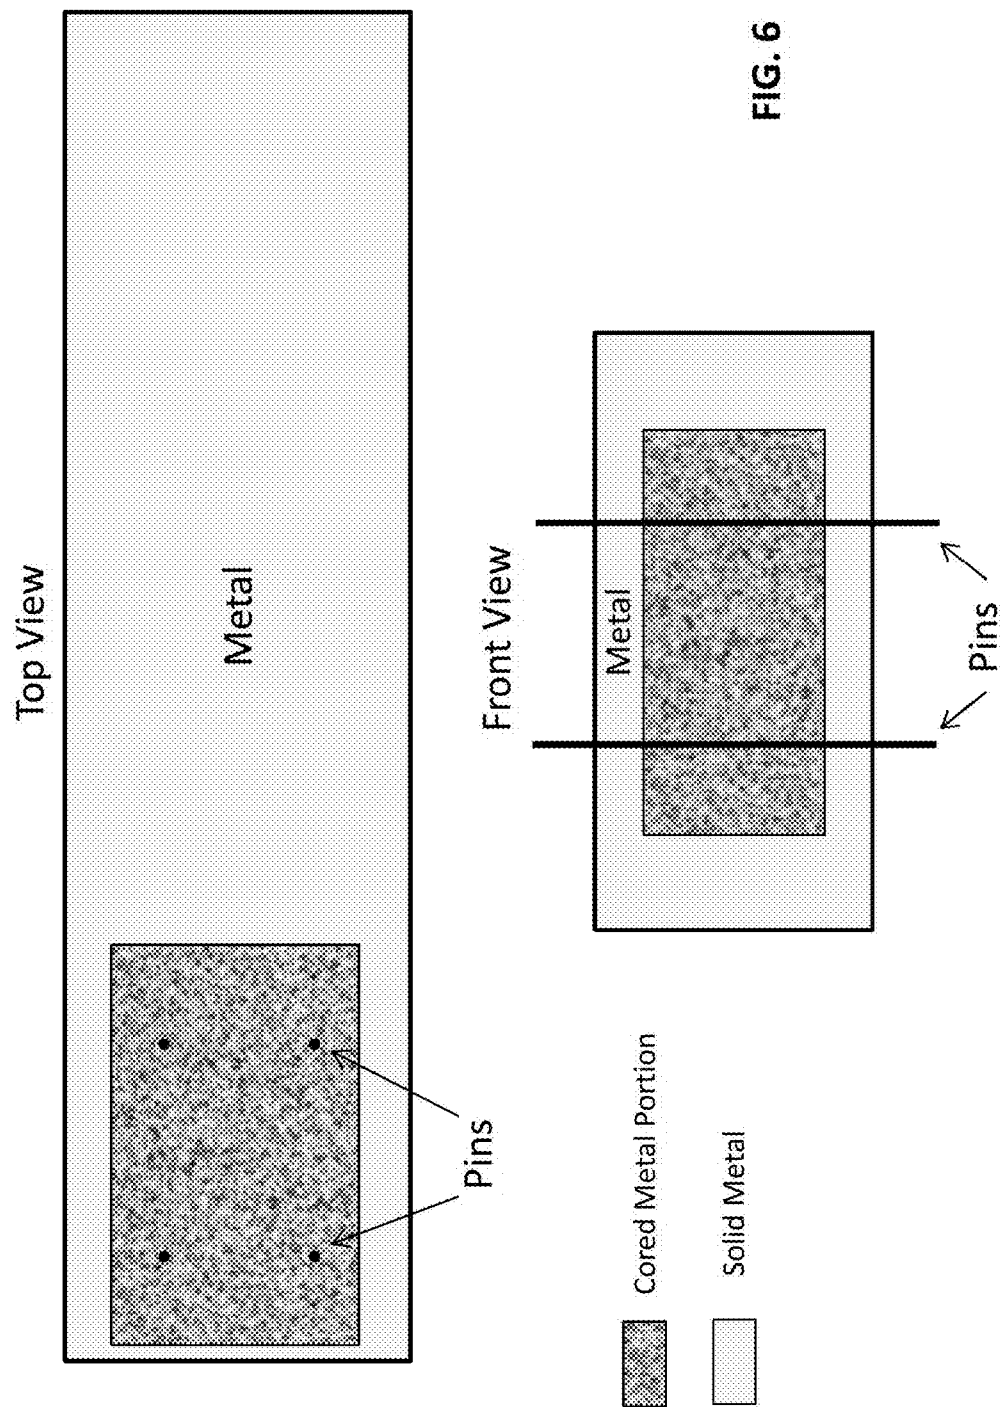 Top View
Metal
Pins
Front View
Metal
Pins
Cored Metal Portion
Solid Metal
FIG. 6